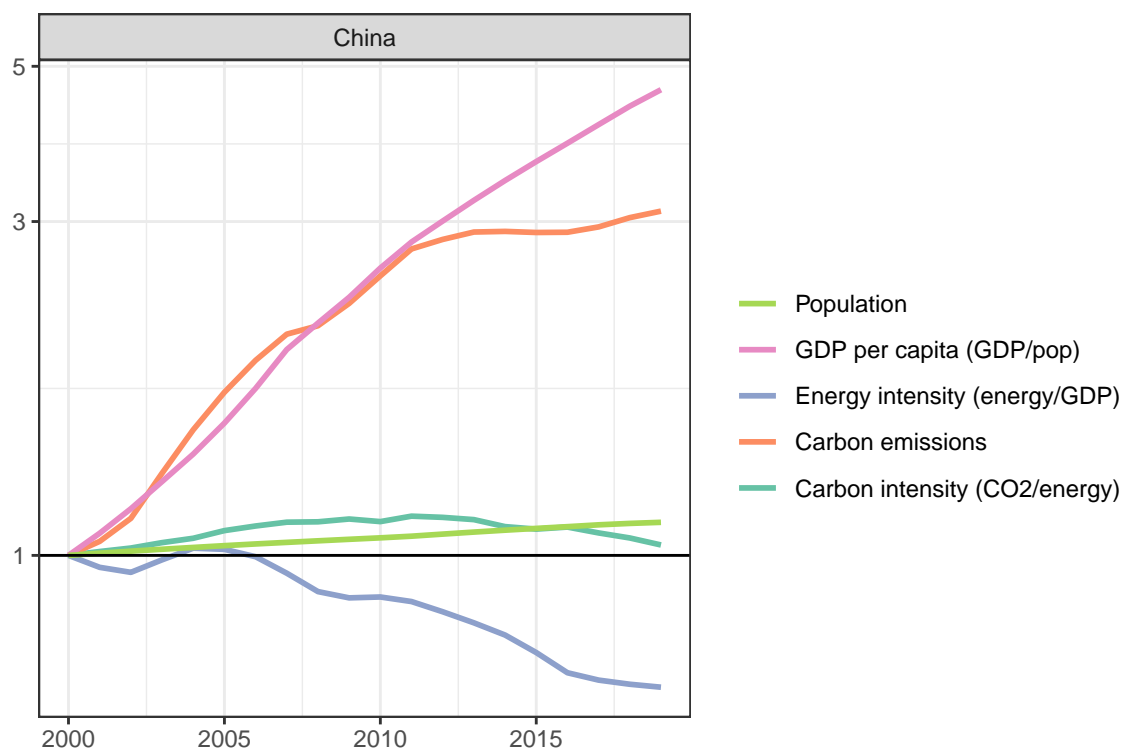 China
5
3
1
2000 2005 2010 2015
Population
GDP per capita (GDP/pop)
Energy intensity (energy/GDP)
Carbon emissions
Carbon intensity (CO2/energy)